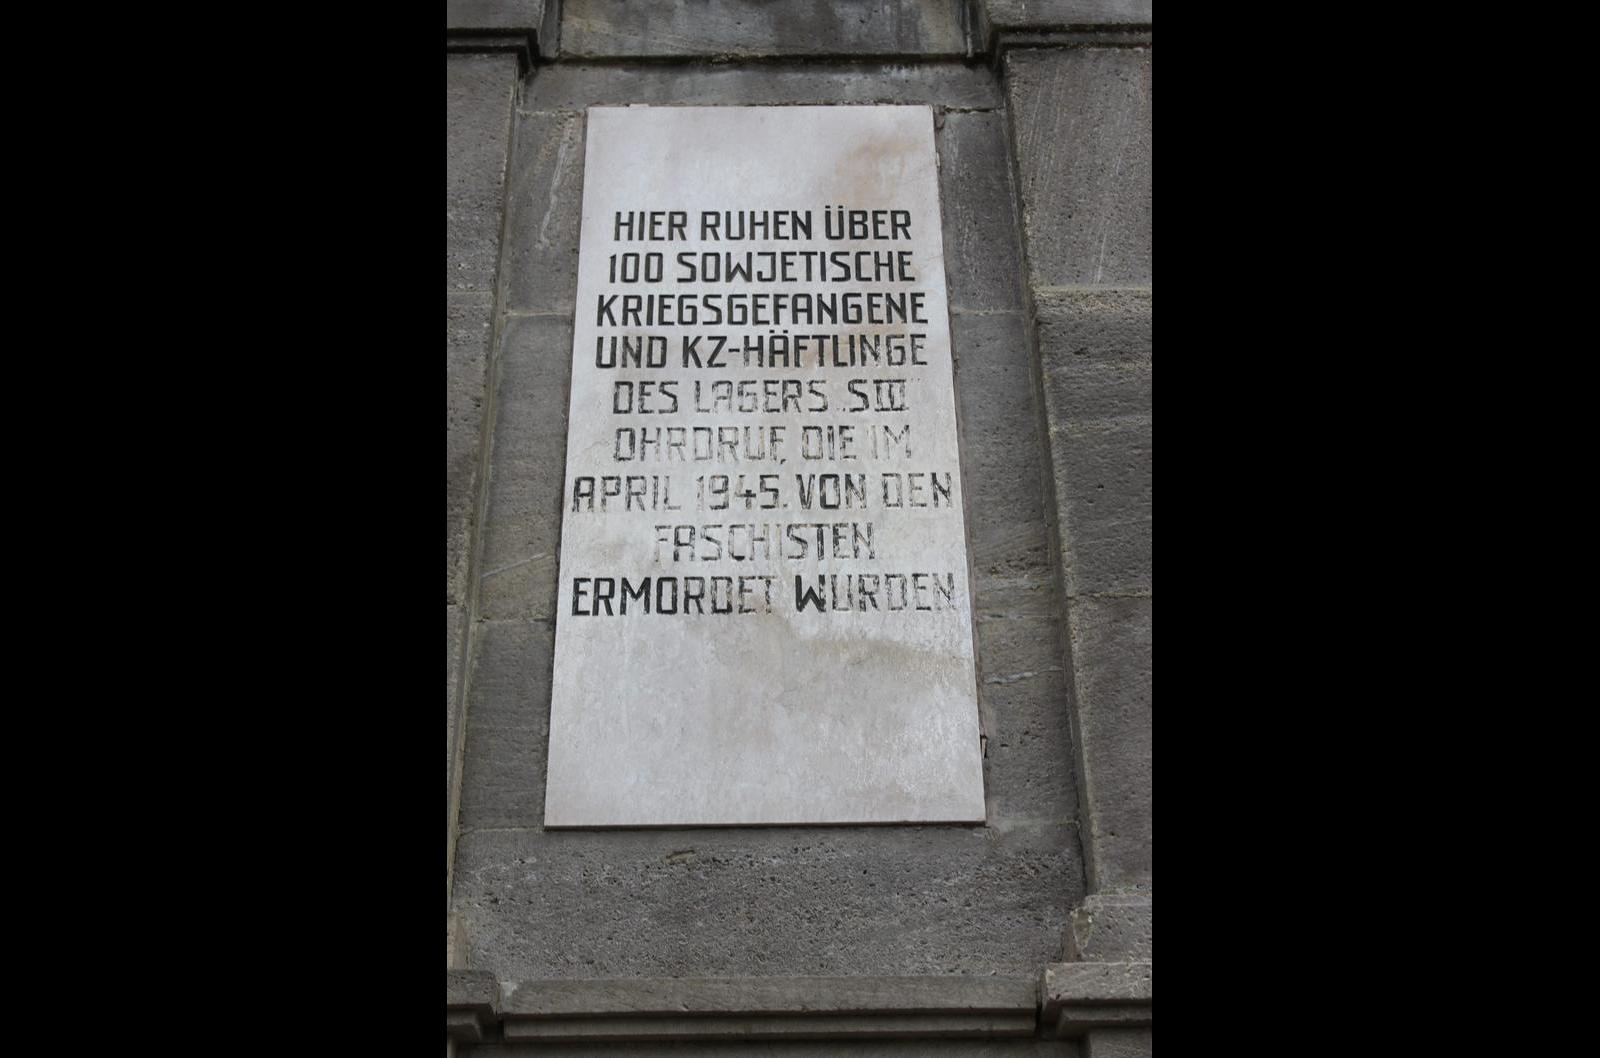 HIER RUHEN ÜBER
100 SOWJETISCHE
KRIEGSGEFANGENE
UND KZ-HÄFTLINGE
DES LAGERS „SIII"
OHRDRUF, DIE IM
APRIL 1945. VON DEN
FASCHISTEN
ERMORDET WURDEN